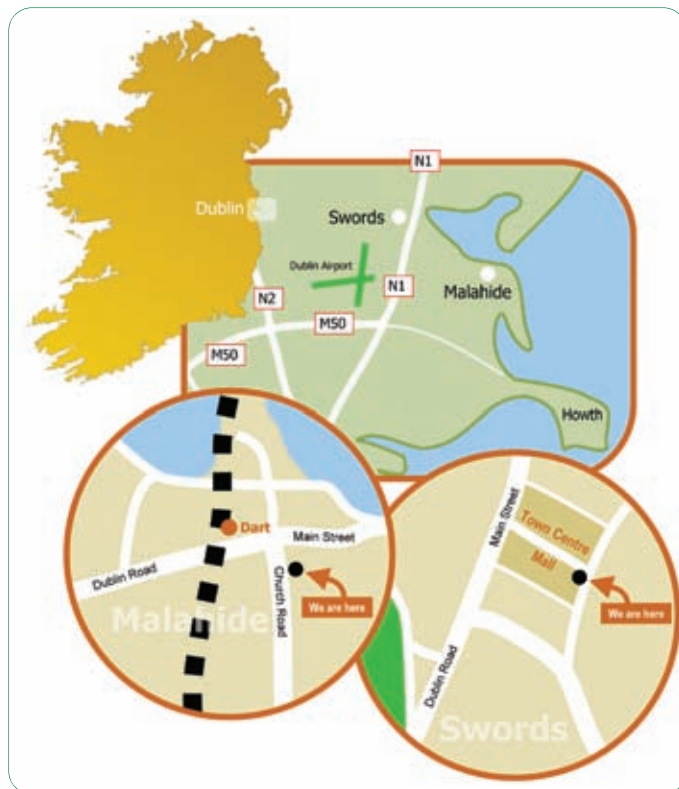 N1
Dublin
Swords
Dublin Airport
N1
Malahide
N2
M50
M50
Howth
Dart
Main Street
Dublin Road
Church Road
We are here
Malahide
Main Street
Town Centre
Mall
We are here
Dublin Road
Swords